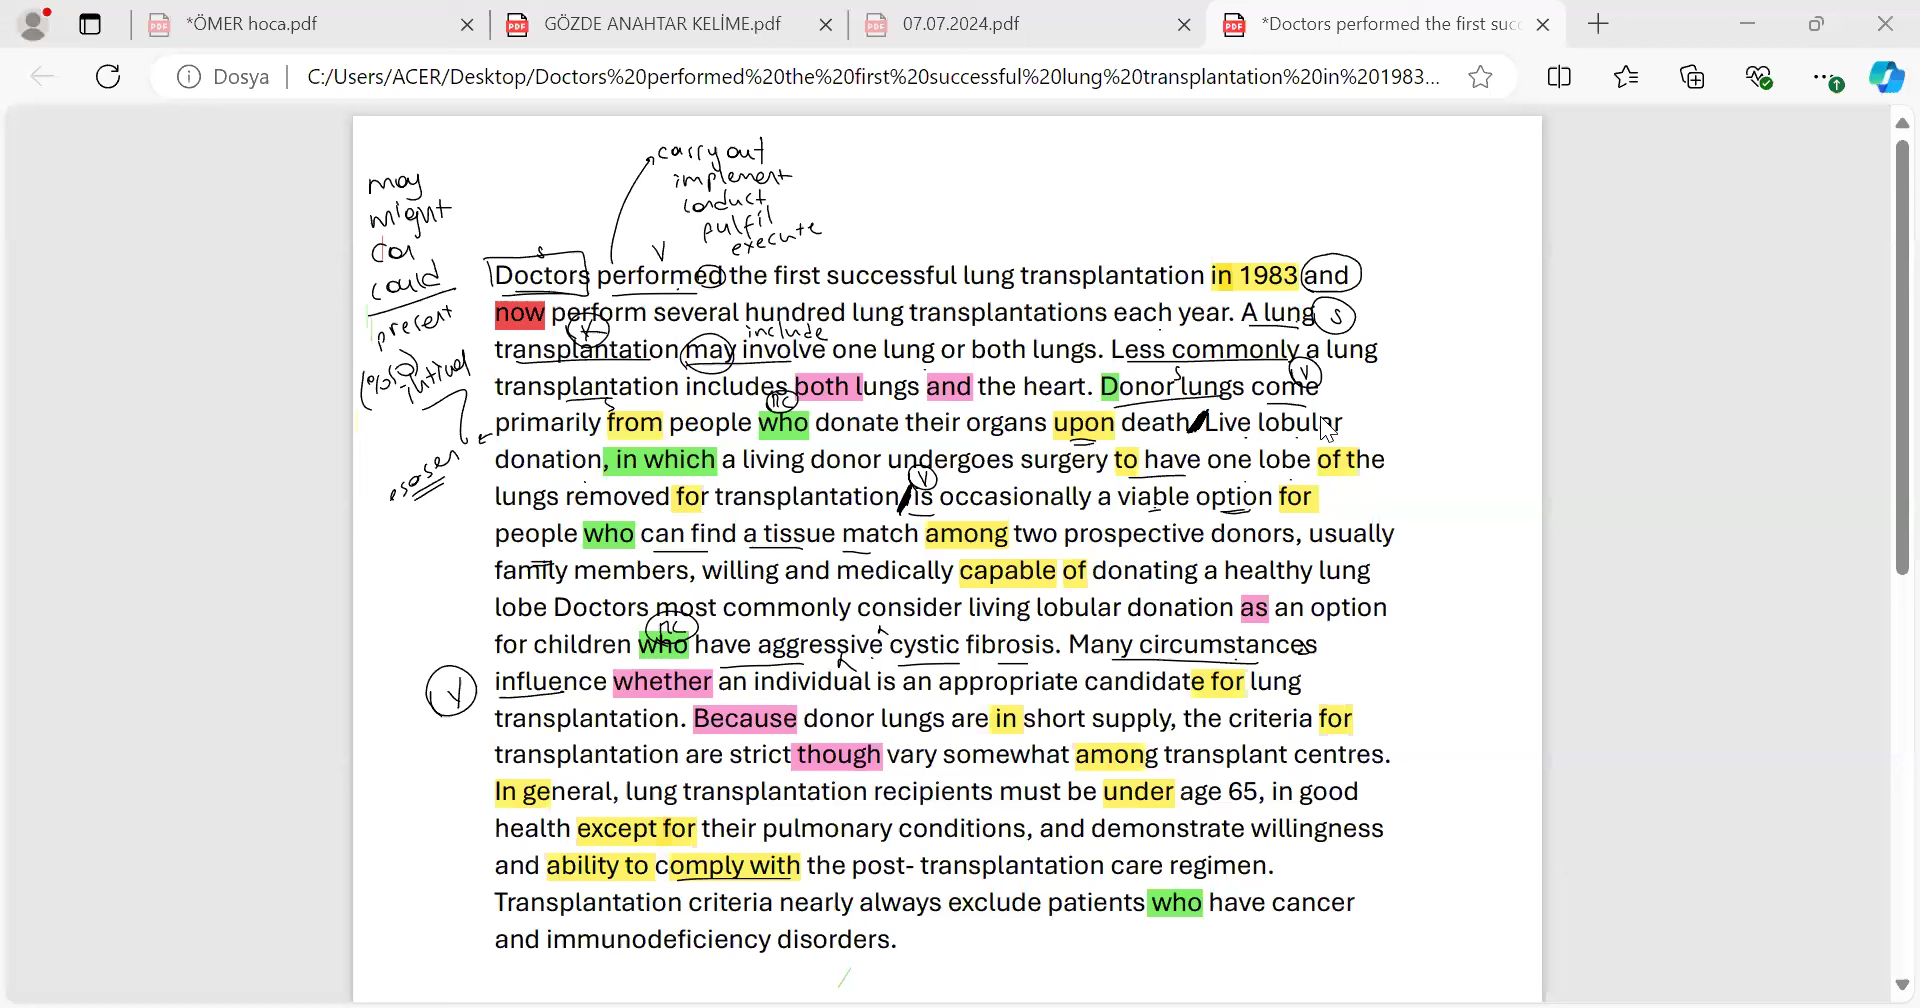 *ÖMER hoca.pdf
GÖZDE ANAHTAR KELİME.pdf
07.07.2024.pdf
*Doctors performed the first succ
Dosya
C:/Users/ACER/Desktop/Doctors%20performed%20the%20first%20successful%20lung%20transplantation%20in%201983...
carry out
implement
conduct
fulfil
execute
may
might
can
could
present
S
V
Doctors performed the first successful lung transplantation in 1983 and
now perform several hundred lung transplantations each year. A lung
S
V
include
transplantation may involve one lung or both lungs. Less commonly a lung
transplantation includes both lungs and the heart. Donor lungs come
S
V
nc
primarily from people who donate their organs upon death Live lobular
donation, in which a living donor undergoes surgery to have one lobe of the
V
lungs removed for transplantation, is occasionally a viable option for
people who can find a tissue match among two prospective donors, usually
family members, willing and medically capable of donating a healthy lung
lobe Doctors most commonly consider living lobular donation as an option
nc
for children who have aggressive cystic fibrosis. Many circumstances
V
influence whether an individual is an appropriate candidate for lung
transplantation. Because donor lungs are in short supply, the criteria for
transplantation are strict though vary somewhat among transplant centres.
In general, lung transplantation recipients must be under age 65, in good
health except for their pulmonary conditions, and demonstrate willingness
and ability to comply with the post- transplantation care regimen.
Transplantation criteria nearly always exclude patients who have cancer
and immunodeficiency disorders.